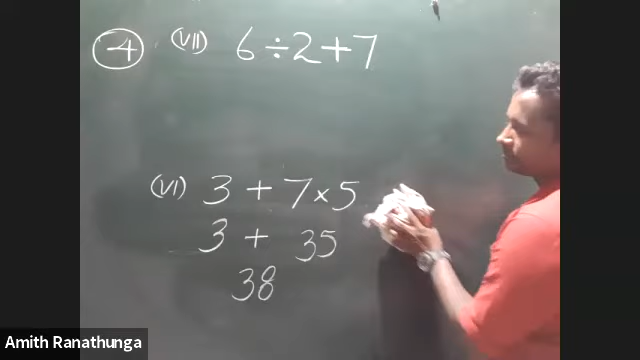 4 (VII) 6 ÷ 2 + 7
(VI) 3 + 7 × 5
3 + 35
38
Amith Ranathunga